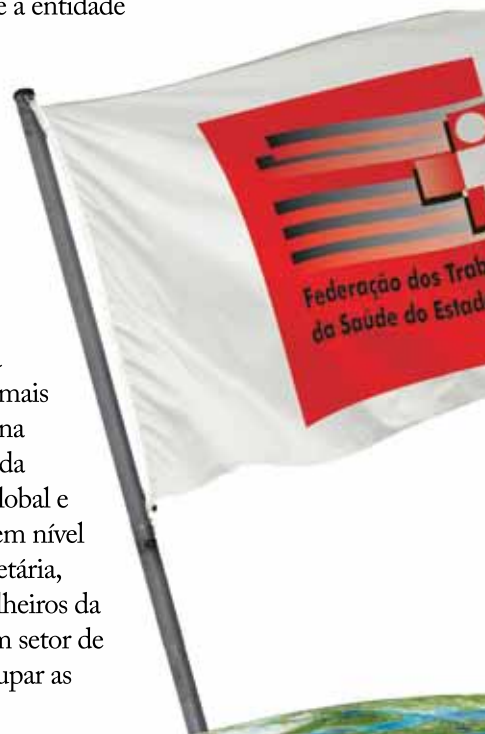 e a entidade
mais
na
da
lobal e
em nível
etária,
lheiros da
m setor de
upar as
Federação dos Trab
da Saúde do Estad